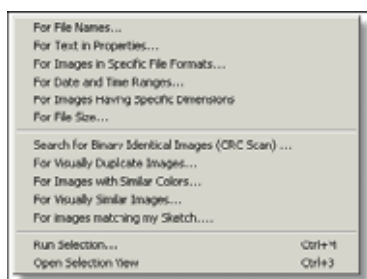 For File Names...
For Text in Properties...
For Images in Specific File Formats...
For Date and Time Ranges...
For Images Having Specific Dimensions
For File Size...
Search for Binary Identical Images (CRC Scan) ...
For Visually Duplicate Images...
For Images with Similar Colors...
For Visually Similar Images...
For images matching my Sketch....
Run Selection...
Open Selection View Ctrl+3